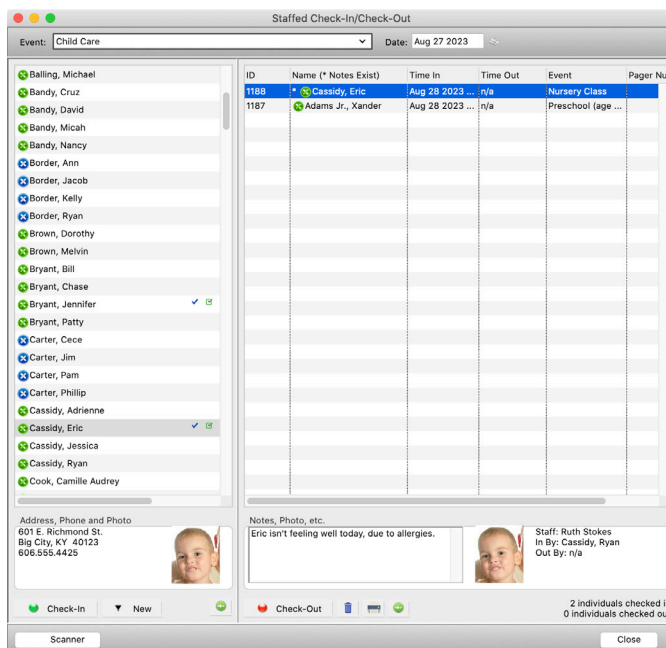 Staffed Check-In/Check-Out
Event: Child Care Date: Aug 27 2023
Balling, Michael
Bandy, Cruz
Bandy, David
Bandy, Micah
Bandy, Nancy
Border, Ann
Border, Jacob
Border, Kelly
Border, Ryan
Brown, Dorothy
Brown, Melvin
Bryant, Bill
Bryant, Chase
Bryant, Jennifer
Bryant, Patty
Carter, Cece
Carter, Jim
Carter, Pam
Carter, Phillip
Cassidy, Adrienne
Cassidy, Eric
Cassidy, Jessica
Cassidy, Ryan
Cook, Camille Audrey
ID Name (* Notes Exist) Time In Time Out Event Pager Nu
1188 * Cassidy, Eric Aug 28 2023 ... n/a Nursery Class
1187 Adams Jr., Xander Aug 28 2023 ... n/a Preschool (age ...
Address, Phone and Photo
601 E. Richmond St.
Big City, KY 40123
606.555.4425
Notes, Photo, etc.
Eric isn't feeling well today, due to allergies.
Staff: Ruth Stokes
In By: Cassidy, Ryan
Out By: n/a
Check-In New
Check-Out
2 individuals checked i
0 individuals checked ou
Scanner Close